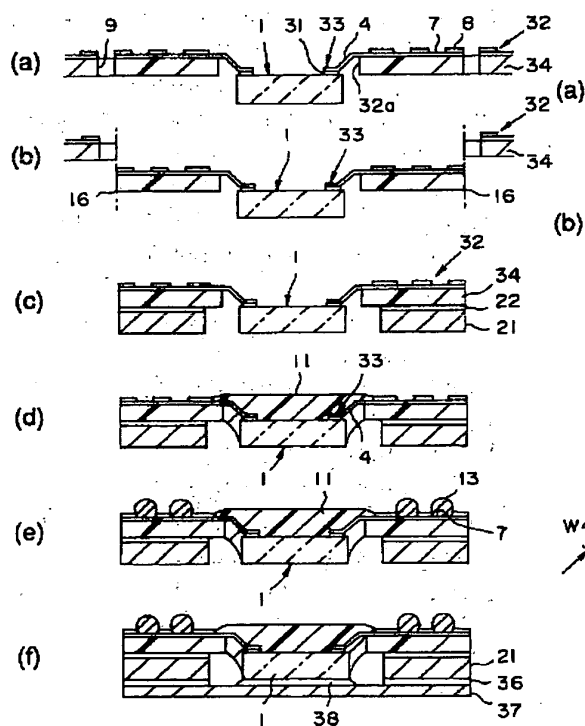 9 1 31 33 4 7 8 32
(a) 32a 34 (a)
(b) 1 33 32 34
16 16 (b)
(c) 1 32 34 22 21
(d) 11 33 4 1
(e) 11 13 7 1 W
(f) 21 36 38 37 1